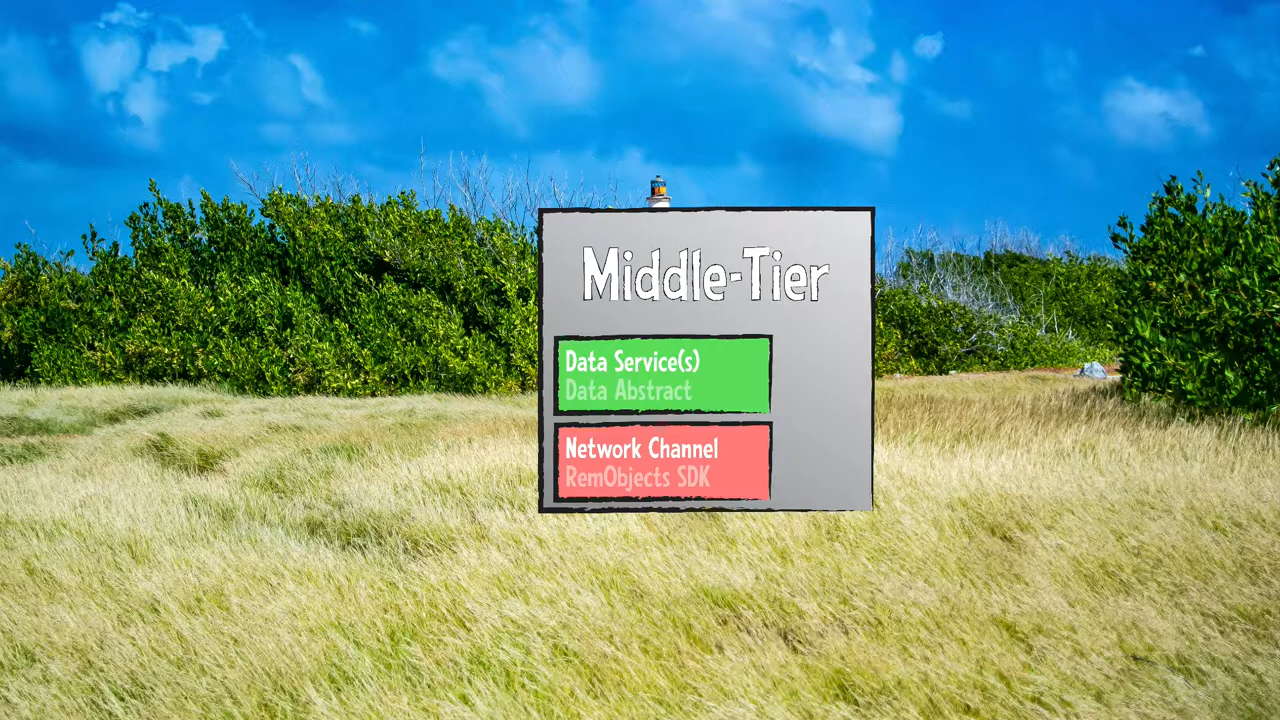 Middle-Tier
Data Service(s)
Data Abstract
Network Channel
RemObjects SDK